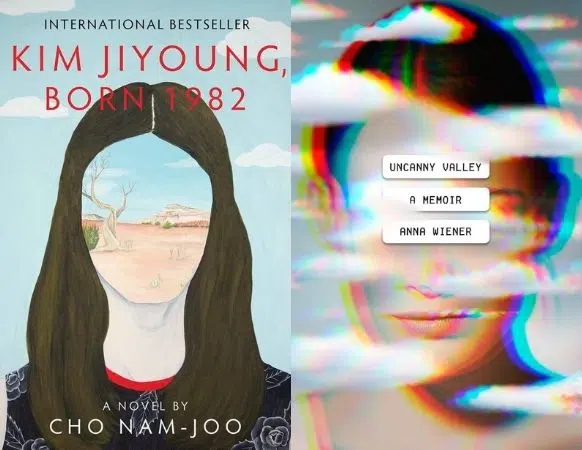 INTERNATIONAL BESTSELLER
KIM JIYOUNG,
BORN 1982
A NOVEL BY
CHO NAM-JOO
UNCANNY VALLEY
A MEMOIR
ANNA WIENER